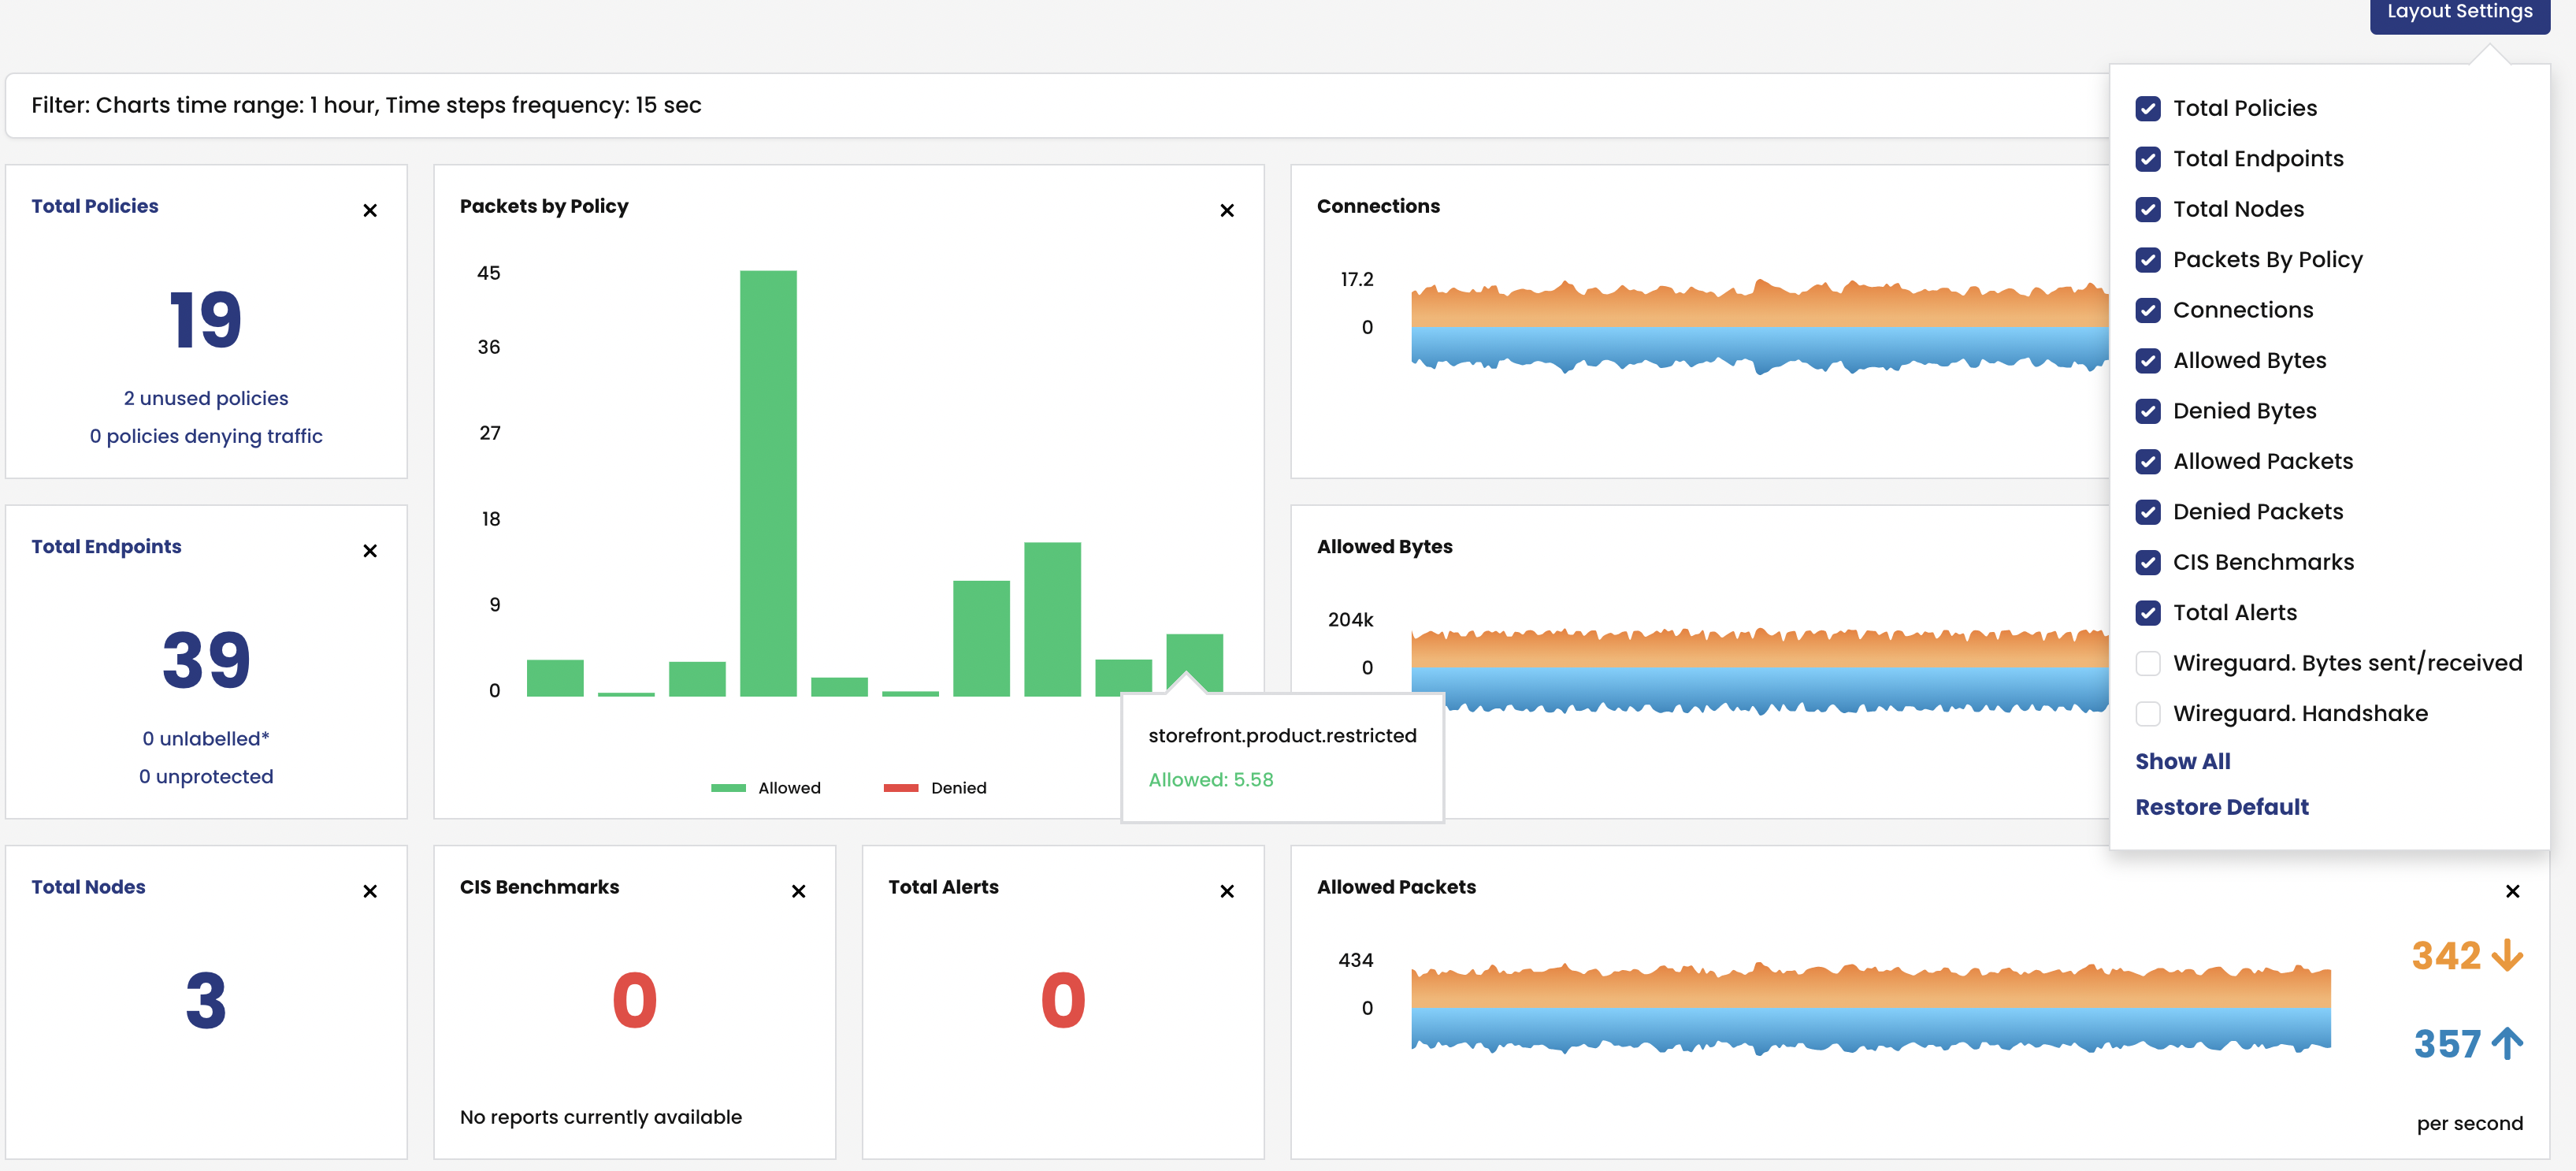 Layout Settings
Filter: Charts time range: 1 hour, Time steps frequency: 15 sec
Total Policies
19
2 unused policies
0 policies denying traffic
Packets by Policy
45
36
27
18
9
0
Allowed
Denied
storefront.product.restricted
Allowed: 5.58
Connections
17.2
0
Total Policies
Total Endpoints
Total Nodes
Packets By Policy
Connections
Allowed Bytes
Denied Bytes
Allowed Packets
Denied Packets
CIS Benchmarks
Total Alerts
Wireguard. Bytes sent/received
Wireguard. Handshake
Show All
Restore Default
Total Endpoints
39
0 unlabelled*
0 unprotected
Allowed Bytes
204k
0
Total Nodes
3
CIS Benchmarks
0
No reports currently available
Total Alerts
0
Allowed Packets
434
0
342
357
per second